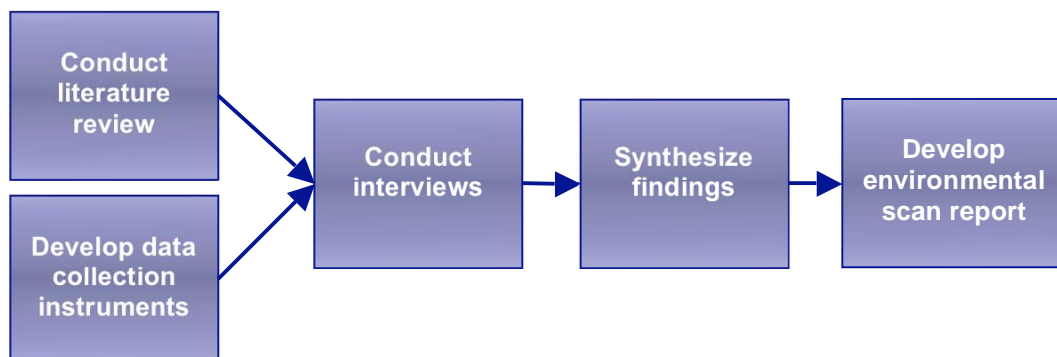 Conduct
literature
review
Develop data
collection
instruments
Conduct
interviews
Synthesize
findings
Develop
environmental
scan report